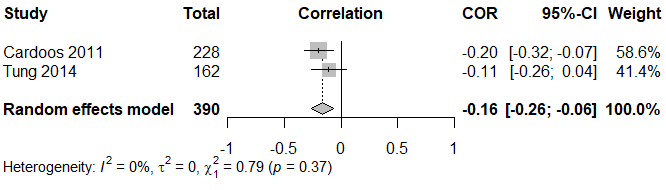 Study Total Correlation COR 95%-CI Weight
Cardoos 2011 228 -0.20 [-0.32; -0.07] 58.6%
Tung 2014 162 -0.11 [-0.26; 0.04] 41.4%
Random effects model 390 -0.16 [-0.26; -0.06] 100.0%
-1 -0.5 0 0.5 1
Heterogeneity: I² = 0%, τ² = 0, χ²₁ = 0.79 (p = 0.37)